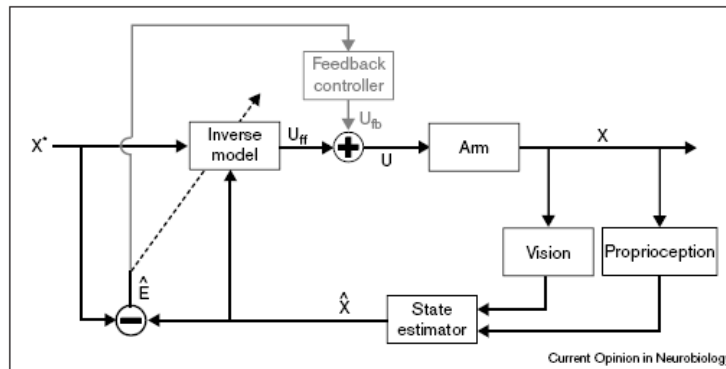 Feedback
controller
U_fb
X*
Inverse
model
U_ff
+
U
Arm
X
Vision
Proprioception
Ê
−
X̂
State
estimator
Current Opinion in Neurobiology